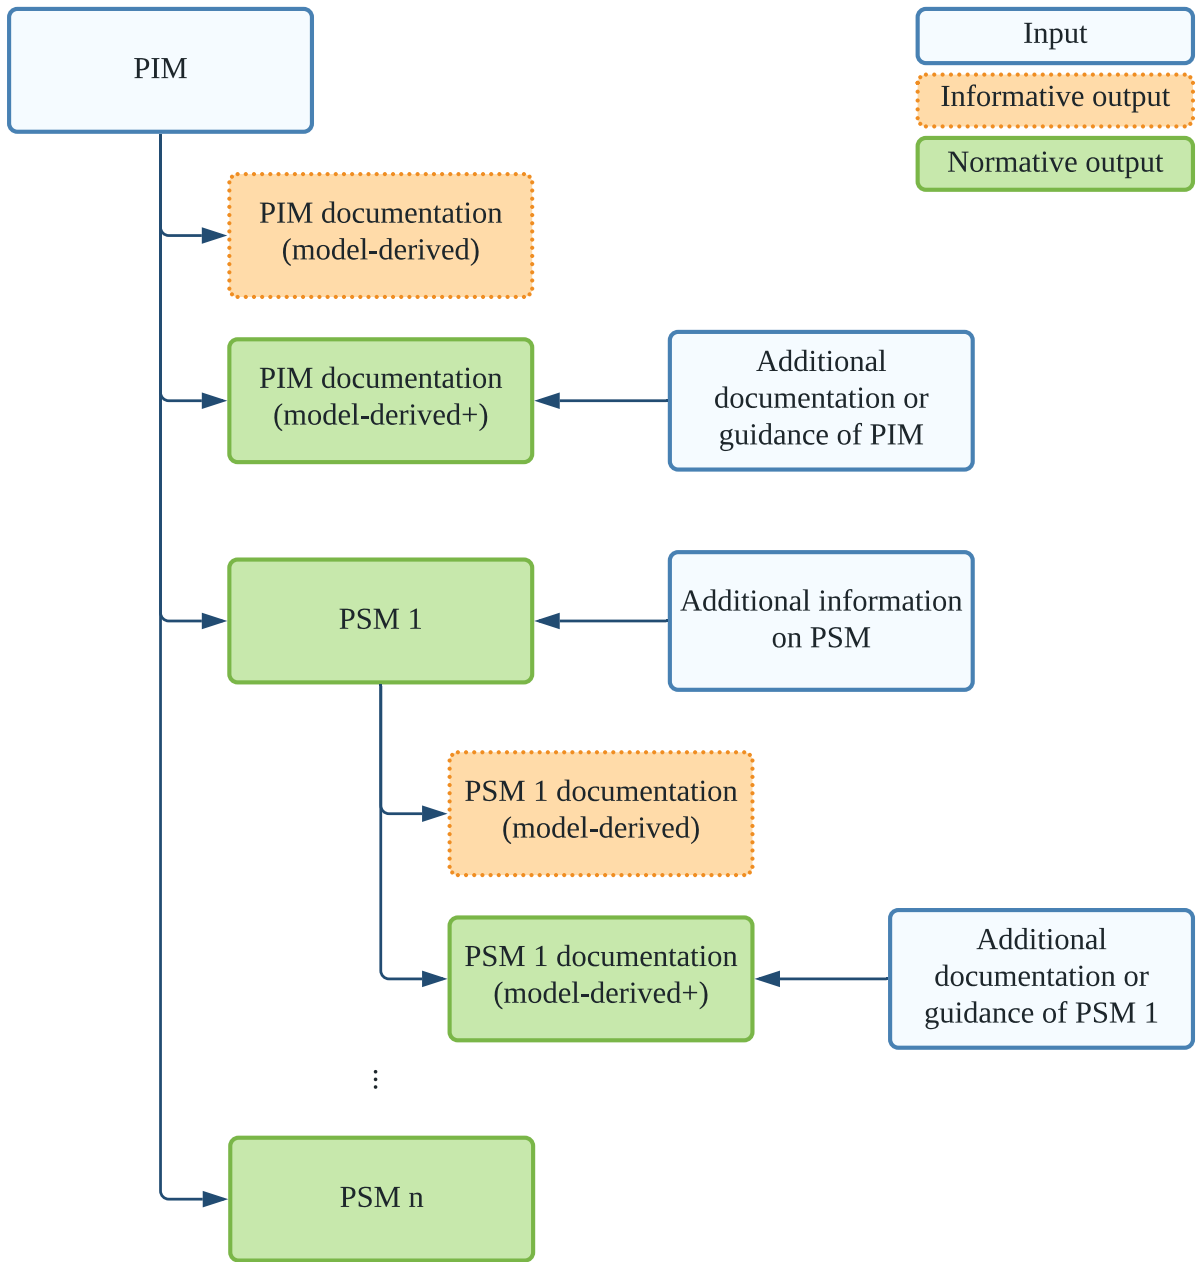 PIM
Input
Informative output
Normative output
PIM documentation
(model-derived)
PIM documentation
(model-derived+)
Additional
documentation or
guidance of PIM
PSM 1
Additional information
on PSM
PSM 1 documentation
(model-derived)
PSM 1 documentation
(model-derived+)
Additional
documentation or
guidance of PSM 1
⋮
PSM n